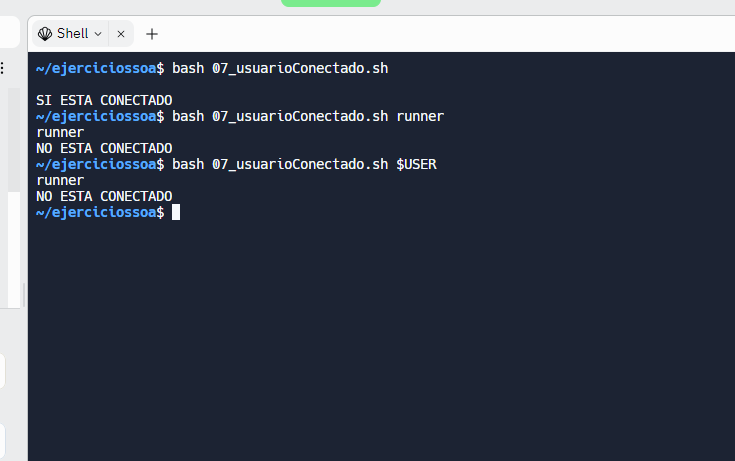 Shell
~/ejerciciossoa$ bash 07_usuarioConectado.sh
SI ESTA CONECTADO
~/ejerciciossoa$ bash 07_usuarioConectado.sh runner
runner
NO ESTA CONECTADO
~/ejerciciossoa$ bash 07_usuarioConectado.sh $USER
runner
NO ESTA CONECTADO
~/ejerciciossoa$